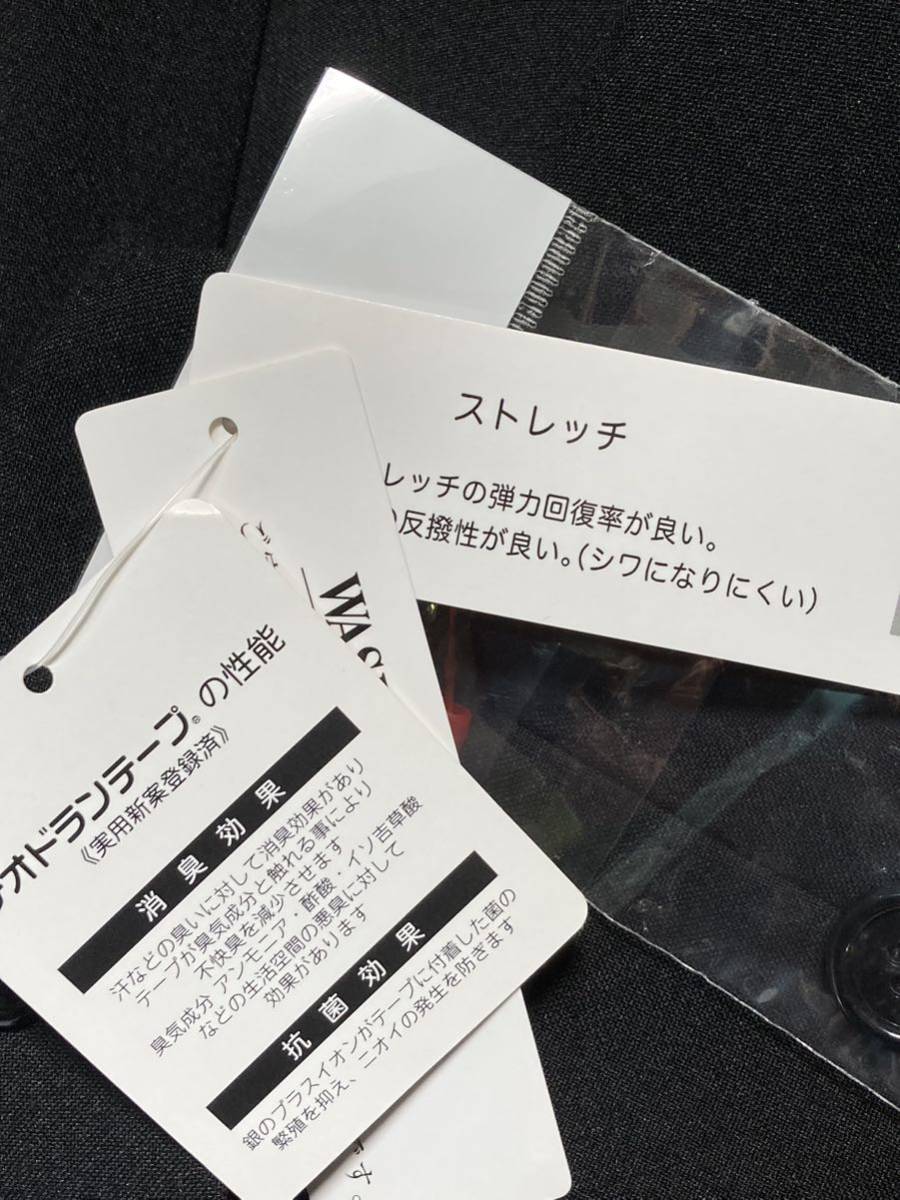 ストレッチ
レッチの弾力回復率が良い。
反撥性が良い。(シワになりにくい)
WAS
オドランテープ®の性能
《実用新案登録済》
消臭効果
汗などの臭いに対して消臭効果があり
テープが臭気成分と触れる事により
不快臭を減少させます
臭気成分 アンモニア・酢酸・イソ吉草酸
などの生活空間の悪臭に対して
効果があります
抗菌効果
銀のプラスイオンがテープに付着した菌の
繁殖を抑え、ニオイの発生を防ぎます
す。